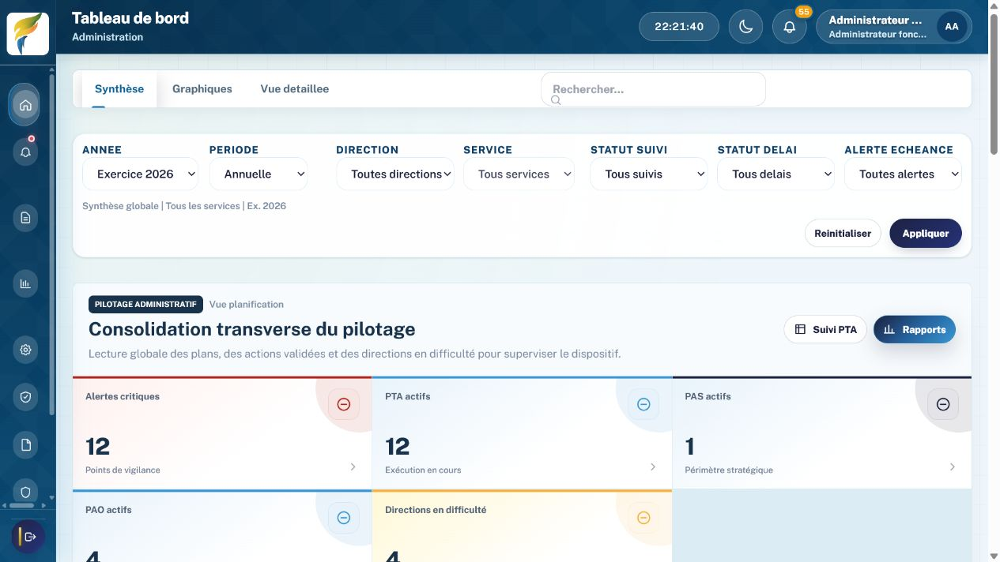 Tableau de bord
Administration
22:21:40
55
Administrateur ...
Administrateur fonc...
AA
Synthèse
Graphiques
Vue detaillee
Rechercher...
ANNEE
PERIODE
DIRECTION
SERVICE
STATUT SUIVI
STATUT DELAI
ALERTE ECHEANCE
Exercice 2026
Annuelle
Toutes directions
Tous services
Tous suivis
Tous delais
Toutes alertes
Synthèse globale | Tous les services | Ex. 2026
Reinitialiser
Appliquer
PILOTAGE ADMINISTRATIF
Vue planification
Consolidation transverse du pilotage
Lecture globale des plans, des actions validées et des directions en difficulté pour superviser le dispositif.
Suivi PTA
Rapports
Alertes critiques
12
Points de vigilance
PTA actifs
12
Exécution en cours
PAS actifs
1
Périmètre stratégique
PAO actifs
4
Directions en difficulté
4